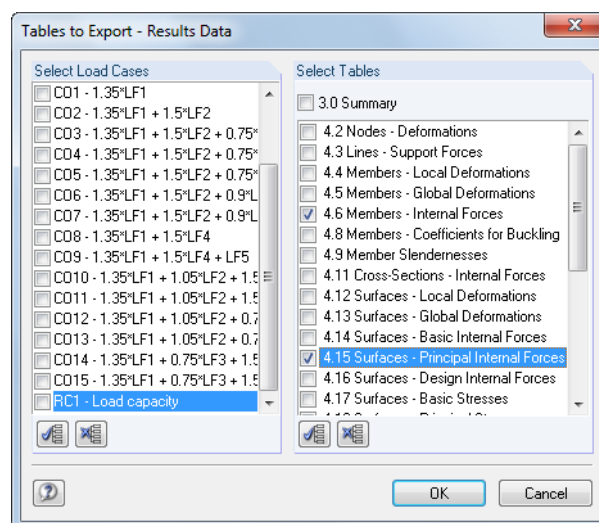 Tables to Export - Results Data
Select Load Cases
CO1 - 1.35*LF1
CO2 - 1.35*LF1 + 1.5*LF2
CO3 - 1.35*LF1 + 1.5*LF2 + 0.75*
CO4 - 1.35*LF1 + 1.5*LF2 + 0.75*
CO5 - 1.35*LF1 + 1.5*LF2 + 0.75*
CO6 - 1.35*LF1 + 1.5*LF2 + 0.9*L
CO7 - 1.35*LF1 + 1.5*LF2 + 0.9*L
CO8 - 1.35*LF1 + 1.5*LF4
CO9 - 1.35*LF1 + 1.5*LF4 + LF5
CO10 - 1.35*LF1 + 1.05*LF2 + 1.5
CO11 - 1.35*LF1 + 1.05*LF2 + 1.5
CO12 - 1.35*LF1 + 1.05*LF2 + 0.7
CO13 - 1.35*LF1 + 1.05*LF2 + 0.7
CO14 - 1.35*LF1 + 0.75*LF3 + 1.5
CO15 - 1.35*LF1 + 0.75*LF3 + 1.5
RC1 - Load capacity
Select Tables
3.0 Summary
4.2 Nodes - Deformations
4.3 Lines - Support Forces
4.4 Members - Local Deformations
4.5 Members - Global Deformations
4.6 Members - Internal Forces
4.8 Members - Coefficients for Buckling
4.9 Member Slendernesses
4.11 Cross-Sections - Internal Forces
4.12 Surfaces - Local Deformations
4.13 Surfaces - Global Deformations
4.14 Surfaces - Basic Internal Forces
4.15 Surfaces - Principal Internal Forces
4.16 Surfaces - Design Internal Forces
4.17 Surfaces - Basic Stresses
OK
Cancel